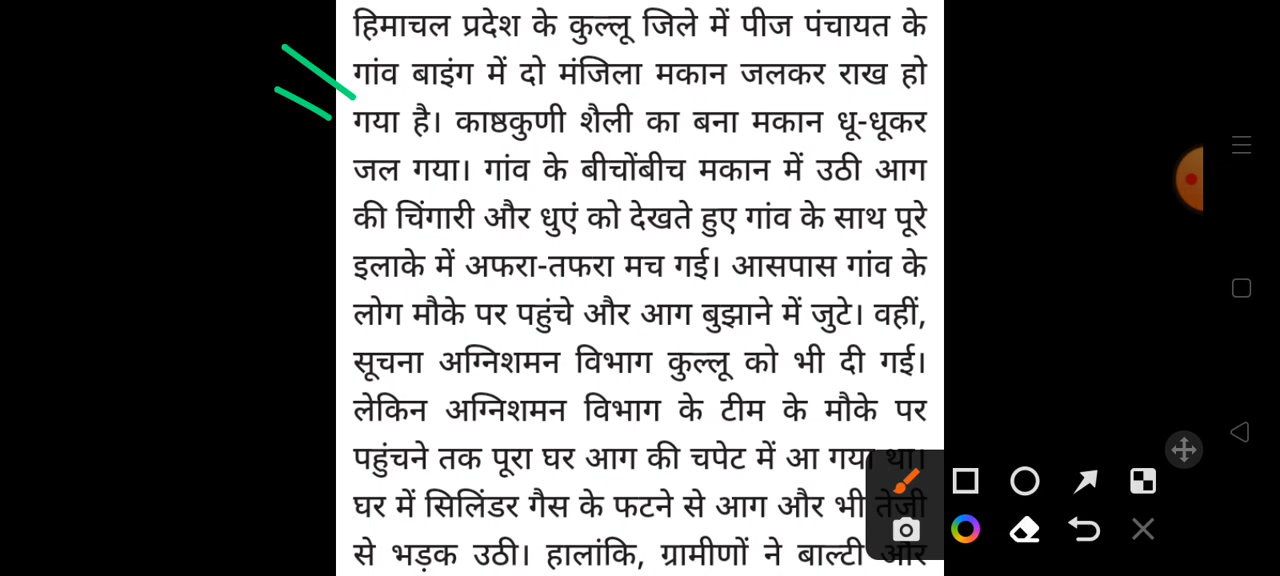 हिमाचल प्रदेश के कुल्लू जिले में पीज पंचायत के
गांव बाइंग में दो मंजिला मकान जलकर राख हो
गया है। काष्ठकुणी शैली का बना मकान धू-धूकर
जल गया। गांव के बीचोंबीच मकान में उठी आग
की चिंगारी और धुएं को देखते हुए गांव के साथ पूरे
इलाके में अफरा-तफरा मच गई। आसपास गांव के
लोग मौके पर पहुंचे और आग बुझाने में जुटे। वहीं,
सूचना अग्निशमन विभाग कुल्लू को भी दी गई।
लेकिन अग्निशमन विभाग के टीम के मौके पर
पहुंचने तक पूरा घर आग की चपेट में आ गया था।
घर में सिलिंडर गैस के फटने से आग और भी तेजी
से भड़क उठी। हालांकि, ग्रामीणों ने बाल्टी और